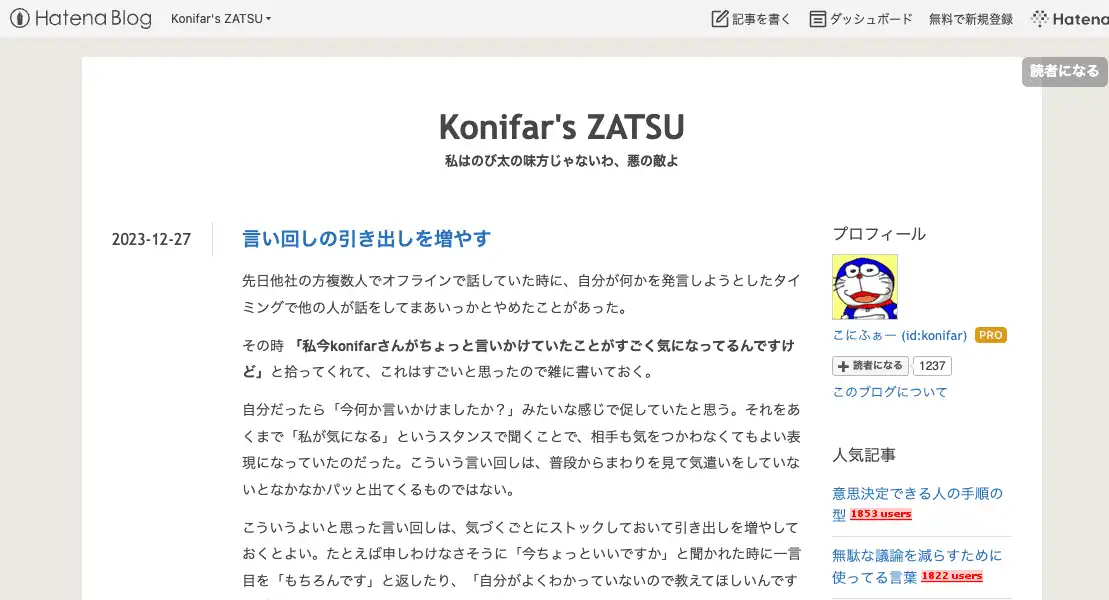 Hatena Blog
Konifar's ZATSU
記事を書く
ダッシュボード
無料で新規登録
Hatena
読者になる
Konifar's ZATSU
私はのび太の味方じゃないわ、悪の敵よ
2023-12-27
言い回しの引き出しを増やす
先日他社の方複数人でオフラインで話していた時に、自分が何かを発言しようとしたタイ
ミングで他の人が話をしてまあいっかとやめたことがあった。
その時 「私今konifarさんがちょっと言いかけていたことがすごく気になってるんですけ
ど」と拾ってくれて、これはすごいと思ったので雑に書いておく。
自分だったら「今何か言いかけましたか？」みたいな感じで促していたと思う。それをあ
くまで「私が気になる」というスタンスで聞くことで、相手も気をつかわなくてもよい表
現になっていたのだった。こういう言い回しは、普段からまわりを見て気遣いをしていな
いとなかなかパッと出てくるものではない。
こういうよいと思った言い回しは、気づくごとにストックしておいて引き出しを増やして
おくとよい。たとえば申しわけなさそうに「今ちょっといいですか」と聞かれた時に一言
目を「もちろんです」と返したり、「自分がよくわかっていないので教えてほしいんです
プロフィール
こにふぁー (id:konifar) PRO
読者になる 1237
このブログについて
人気記事
意思決定できる人の手順の
型 1853 users
無駄な議論を減らすために
使ってる言葉 1822 users